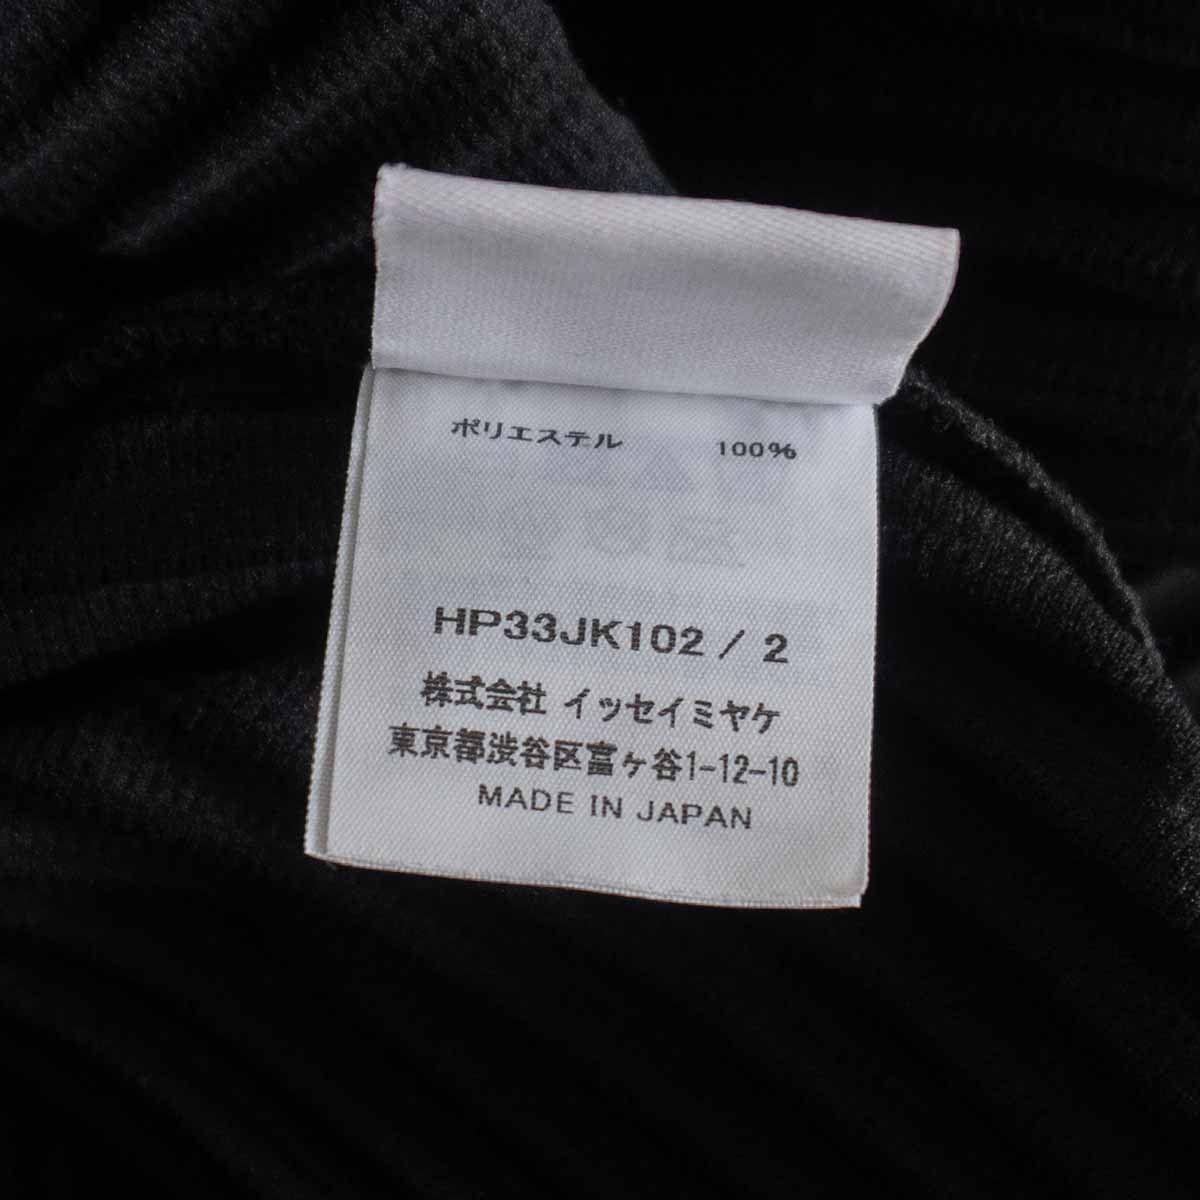 ポリエステル 100%
HP33JK102 / 2
株式会社 イッセイミヤケ
東京都渋谷区富ヶ谷1-12-10
MADE IN JAPAN